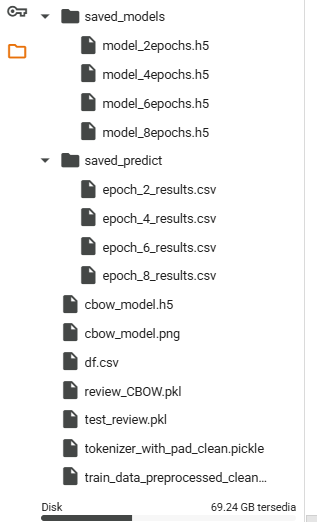 saved_models
model_2epochs.h5
model_4epochs.h5
model_6epochs.h5
model_8epochs.h5
saved_predict
epoch_2_results.csv
epoch_4_results.csv
epoch_6_results.csv
epoch_8_results.csv
cbow_model.h5
cbow_model.png
df.csv
review_CBOW.pkl
test_review.pkl
tokenizer_with_pad_clean.pickle
train_data_preprocessed_clean...
Disk 69.24 GB tersedia